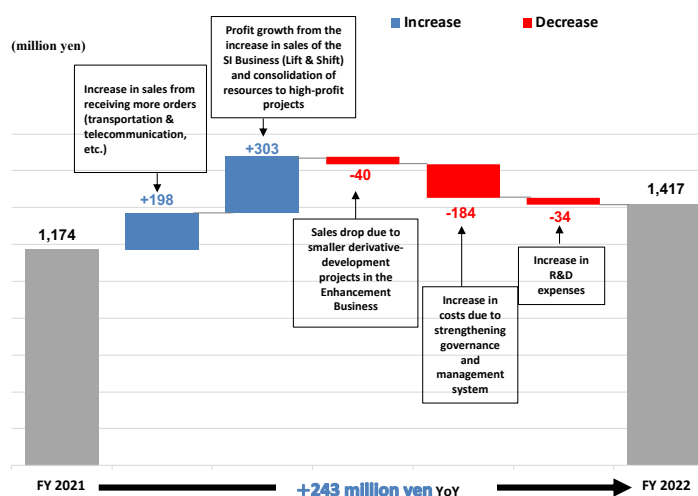 Increase
Decrease
(million yen)
Profit growth from the
increase in sales of the
SI Business (Lift & Shift)
and consolidation of
resources to high-profit
projects
Increase in sales from
receiving more orders
(transportation &
telecommunication,
etc.)
+303
+198
-40
-184
-34
1,417
1,174
Sales drop due to
smaller derivative-
development
projects in the
Enhancement
Business
Increase in
costs due to
strengthening
governance
and
management
system
Increase in
R&D
expenses
FY 2021
+243 million yen YoY
FY 2022